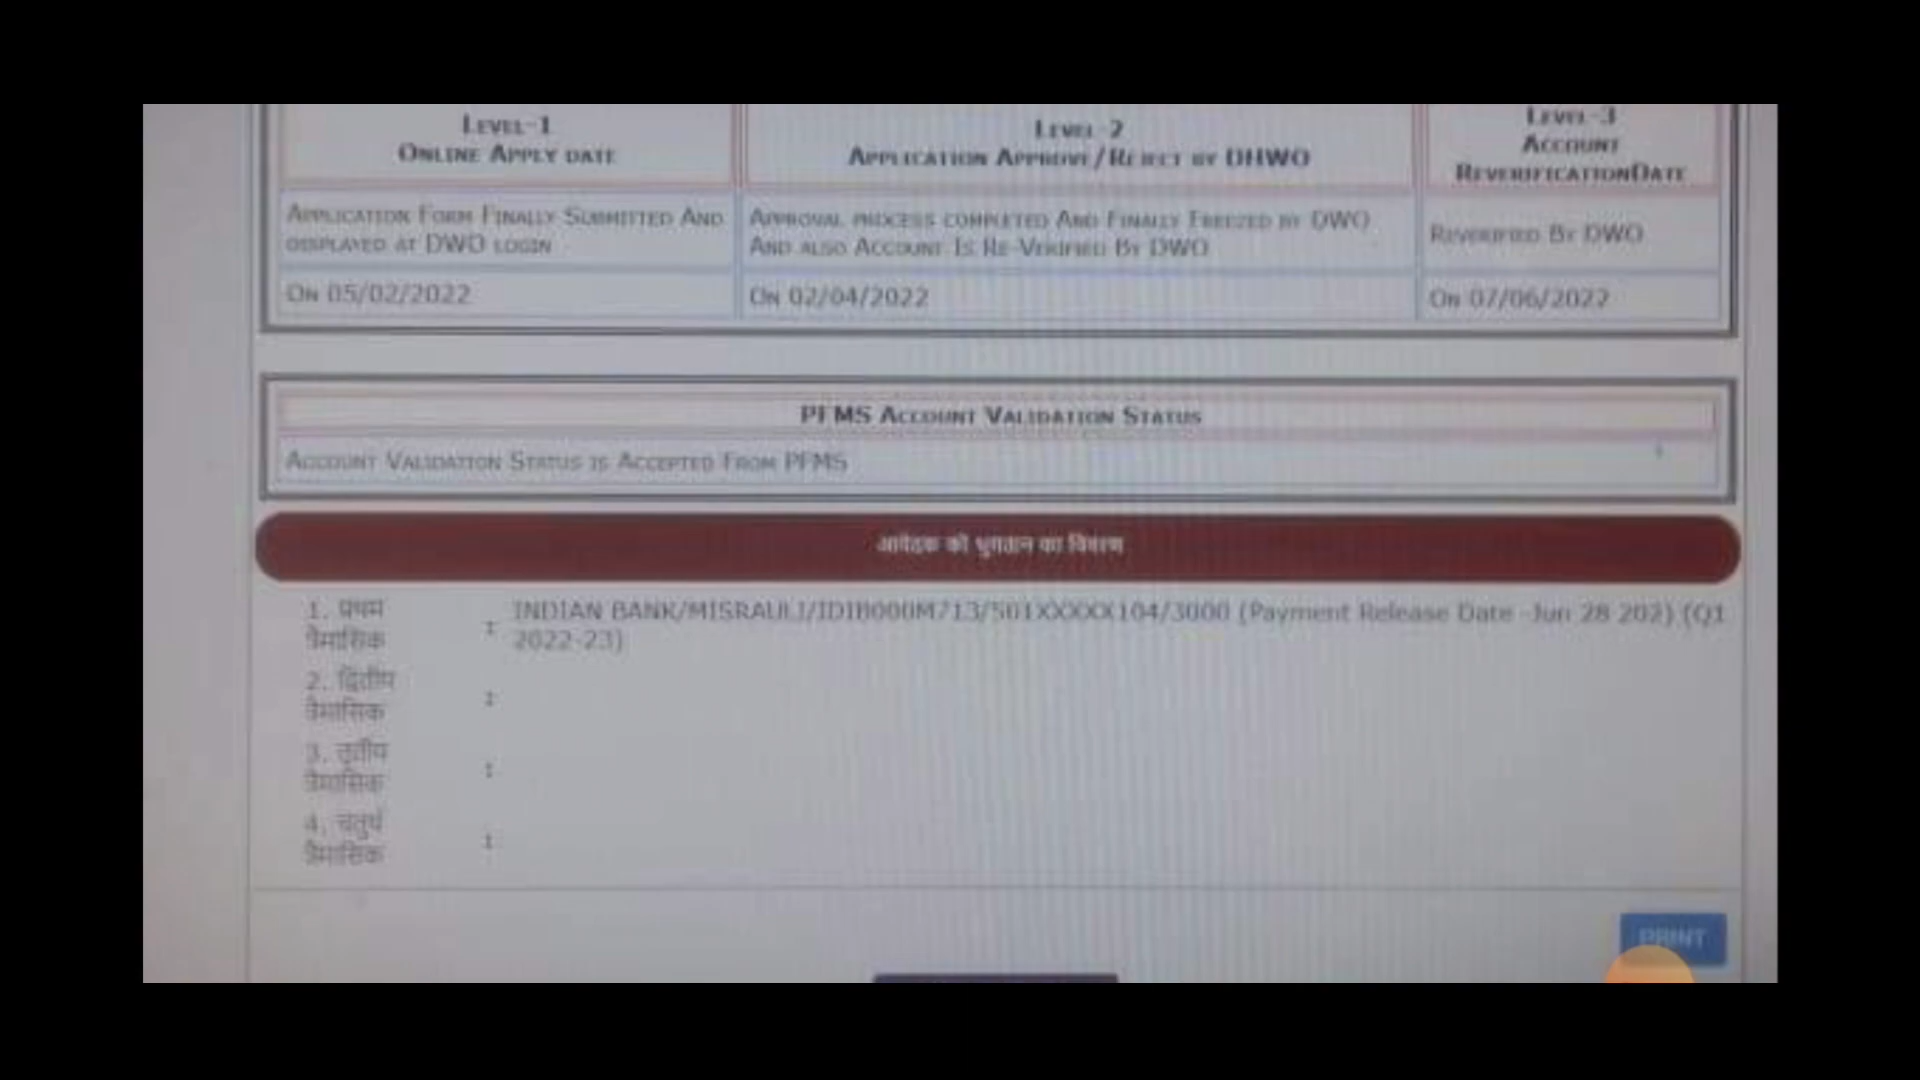 LEVEL-1
ONLINE APPLY DATE
LEVEL-2
APPLICATION APPROVE/REJECT BY DHWO
LEVEL-3
ACCOUNT
REVERIFICATIONDATE
APPLICATION FORM FINALLY SUBMITTED AND
DISPLAYED AT DWO LOGIN
APPROVAL PROCESS COMPLETED AND FINALLY FREEZED BY DWO
AND ALSO ACCOUNT IS RE-VERIFIED BY DWO
REVERIFIED BY DWO
ON 05/02/2022
ON 02/04/2022
ON 07/06/2022
PFMS ACCOUNT VALIDATION STATUS
ACCOUNT VALIDATION STATUS IS ACCEPTED FROM PFMS
आवेदक को भुगतान का विवरण
1. प्रथम
त्रैमासिक
: INDIAN BANK/MISRAULI/IDIB000M713/501XXXXX104/3000 (Payment Release Date -Jun 28 202) (Q1
2022-23)
2. द्वितीय
त्रैमासिक :
3. तृतीय
त्रैमासिक :
4. चतुर्थ
त्रैमासिक :
PRINT